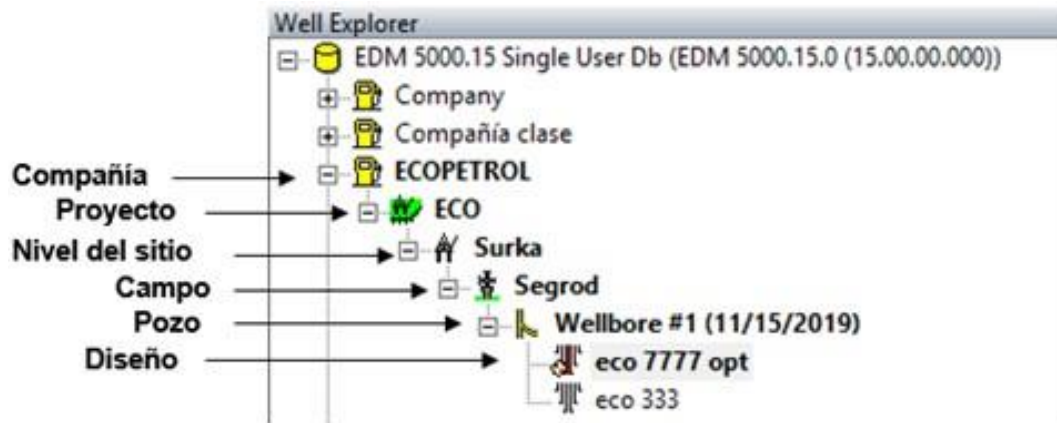 Well Explorer
EDM 5000.15 Single User Db (EDM 5000.15.0 (15.00.00.000))
Company
Compañía clase
Compañía ECOPETROL
Proyecto ECO
Nivel del sitio Surka
Campo Segrod
Pozo Wellbore #1 (11/15/2019)
Diseño eco 7777 opt
eco 333